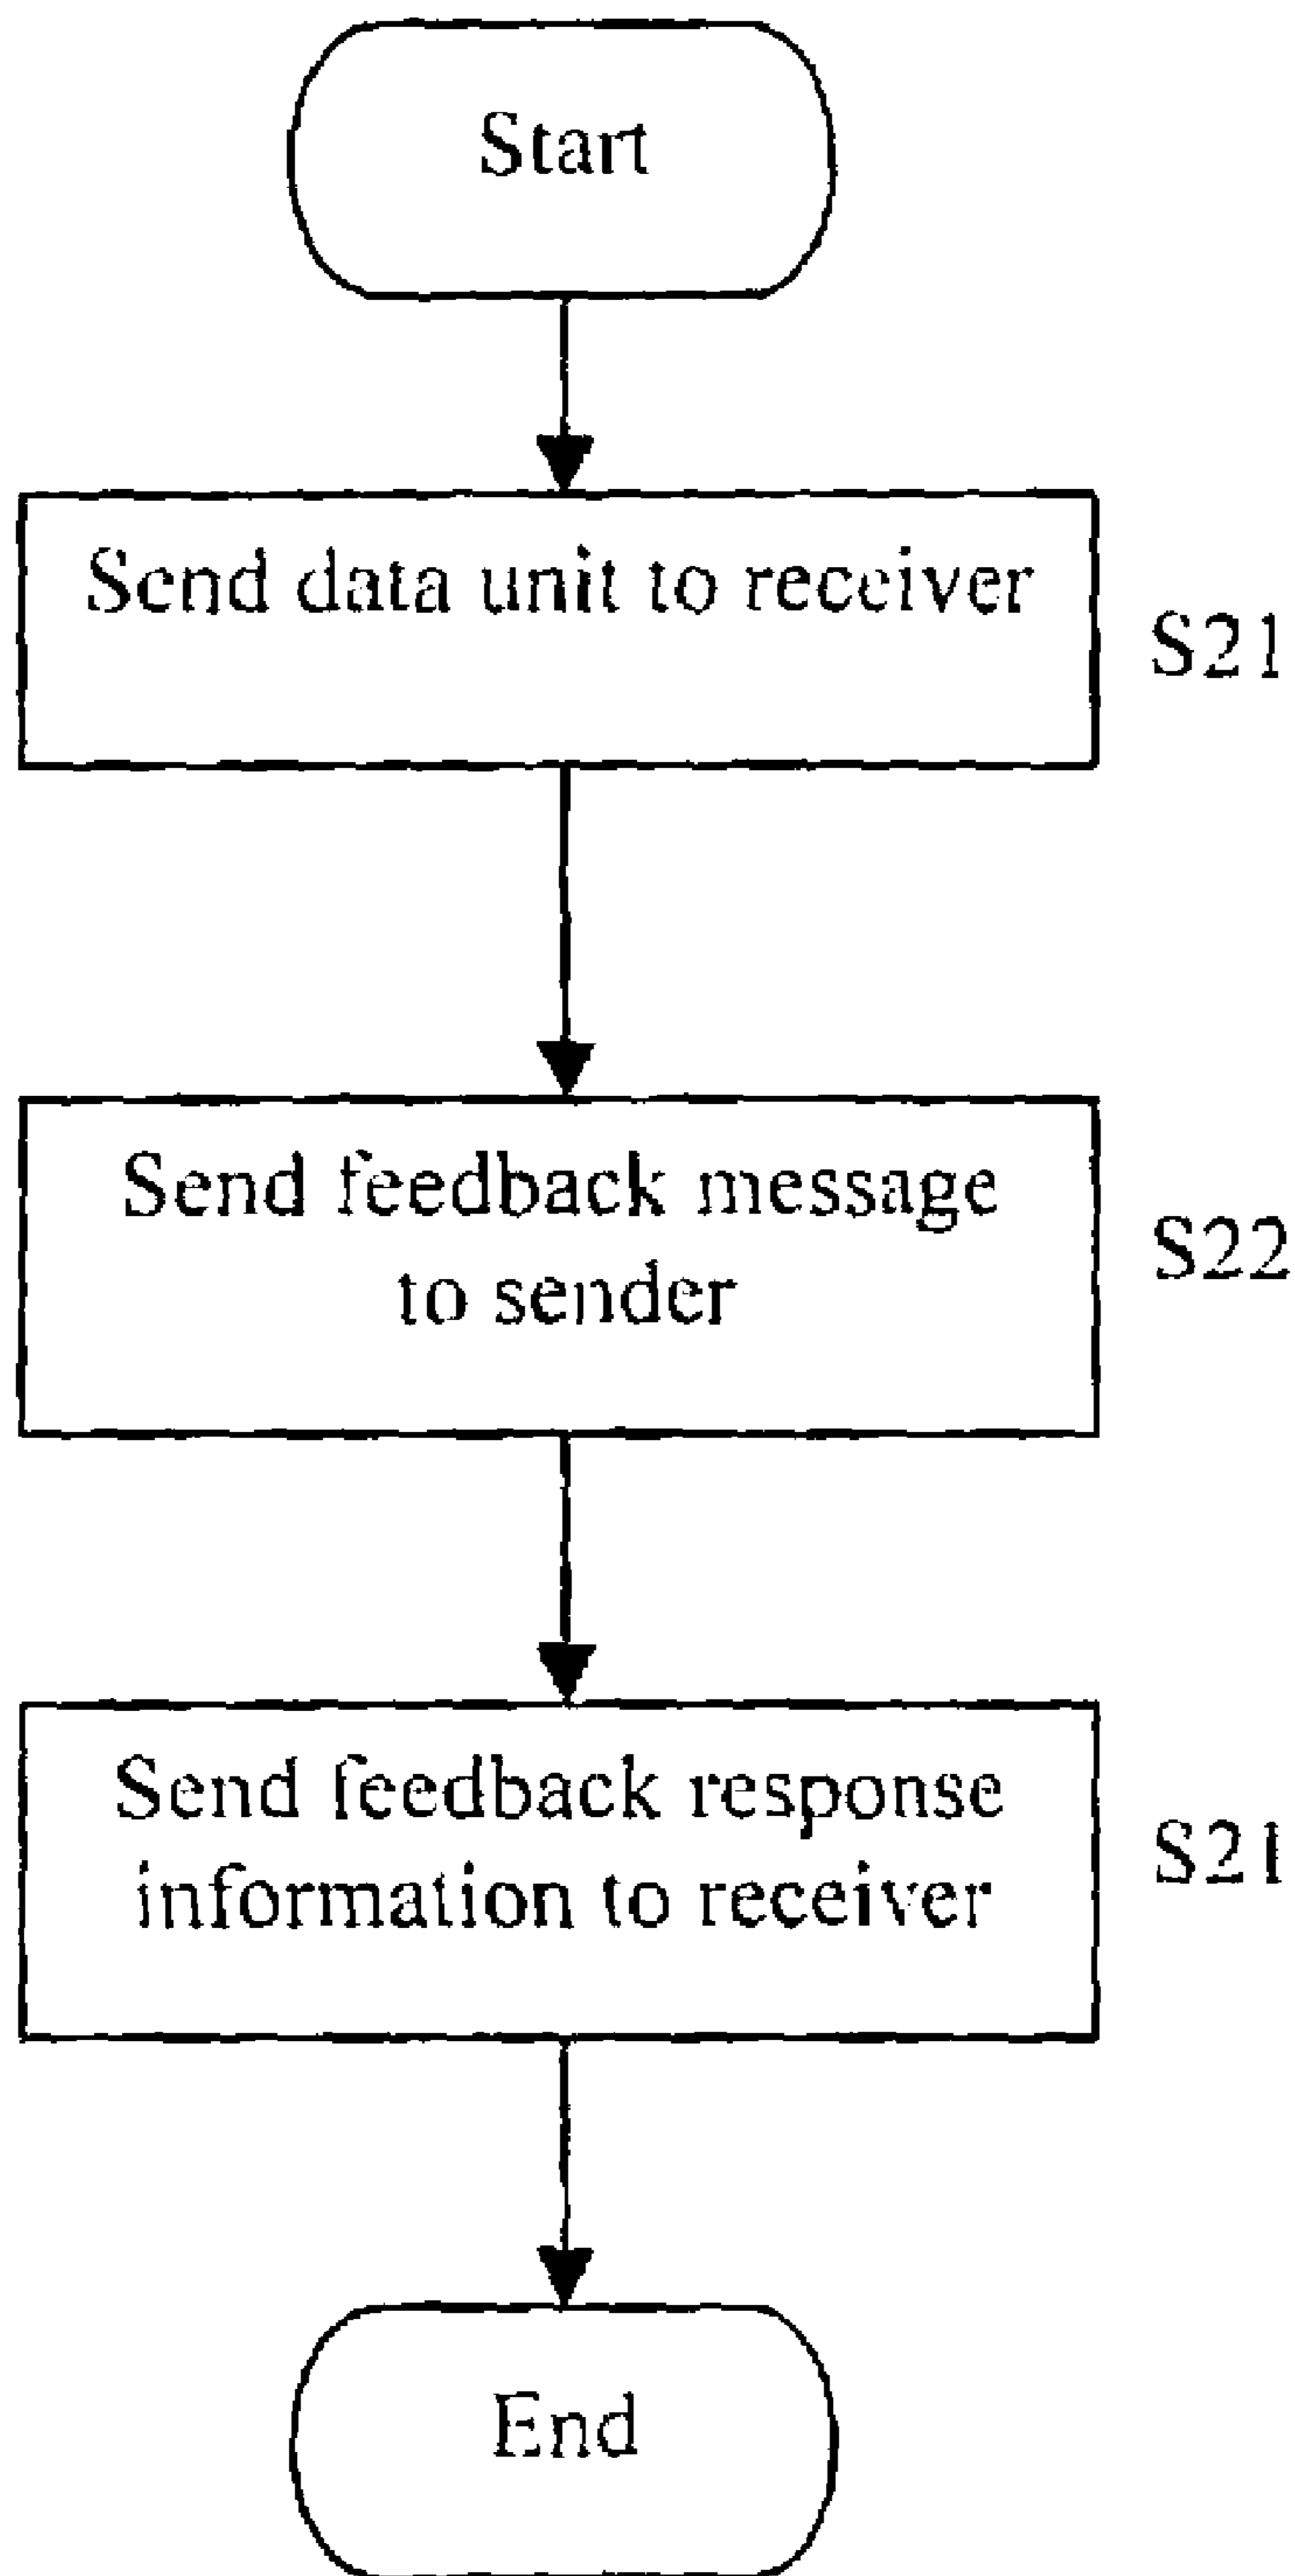 Start
Send data unit to receiver
S21
Send feedback message
to sender
S22
Send feedback response
information to receiver
S21
End